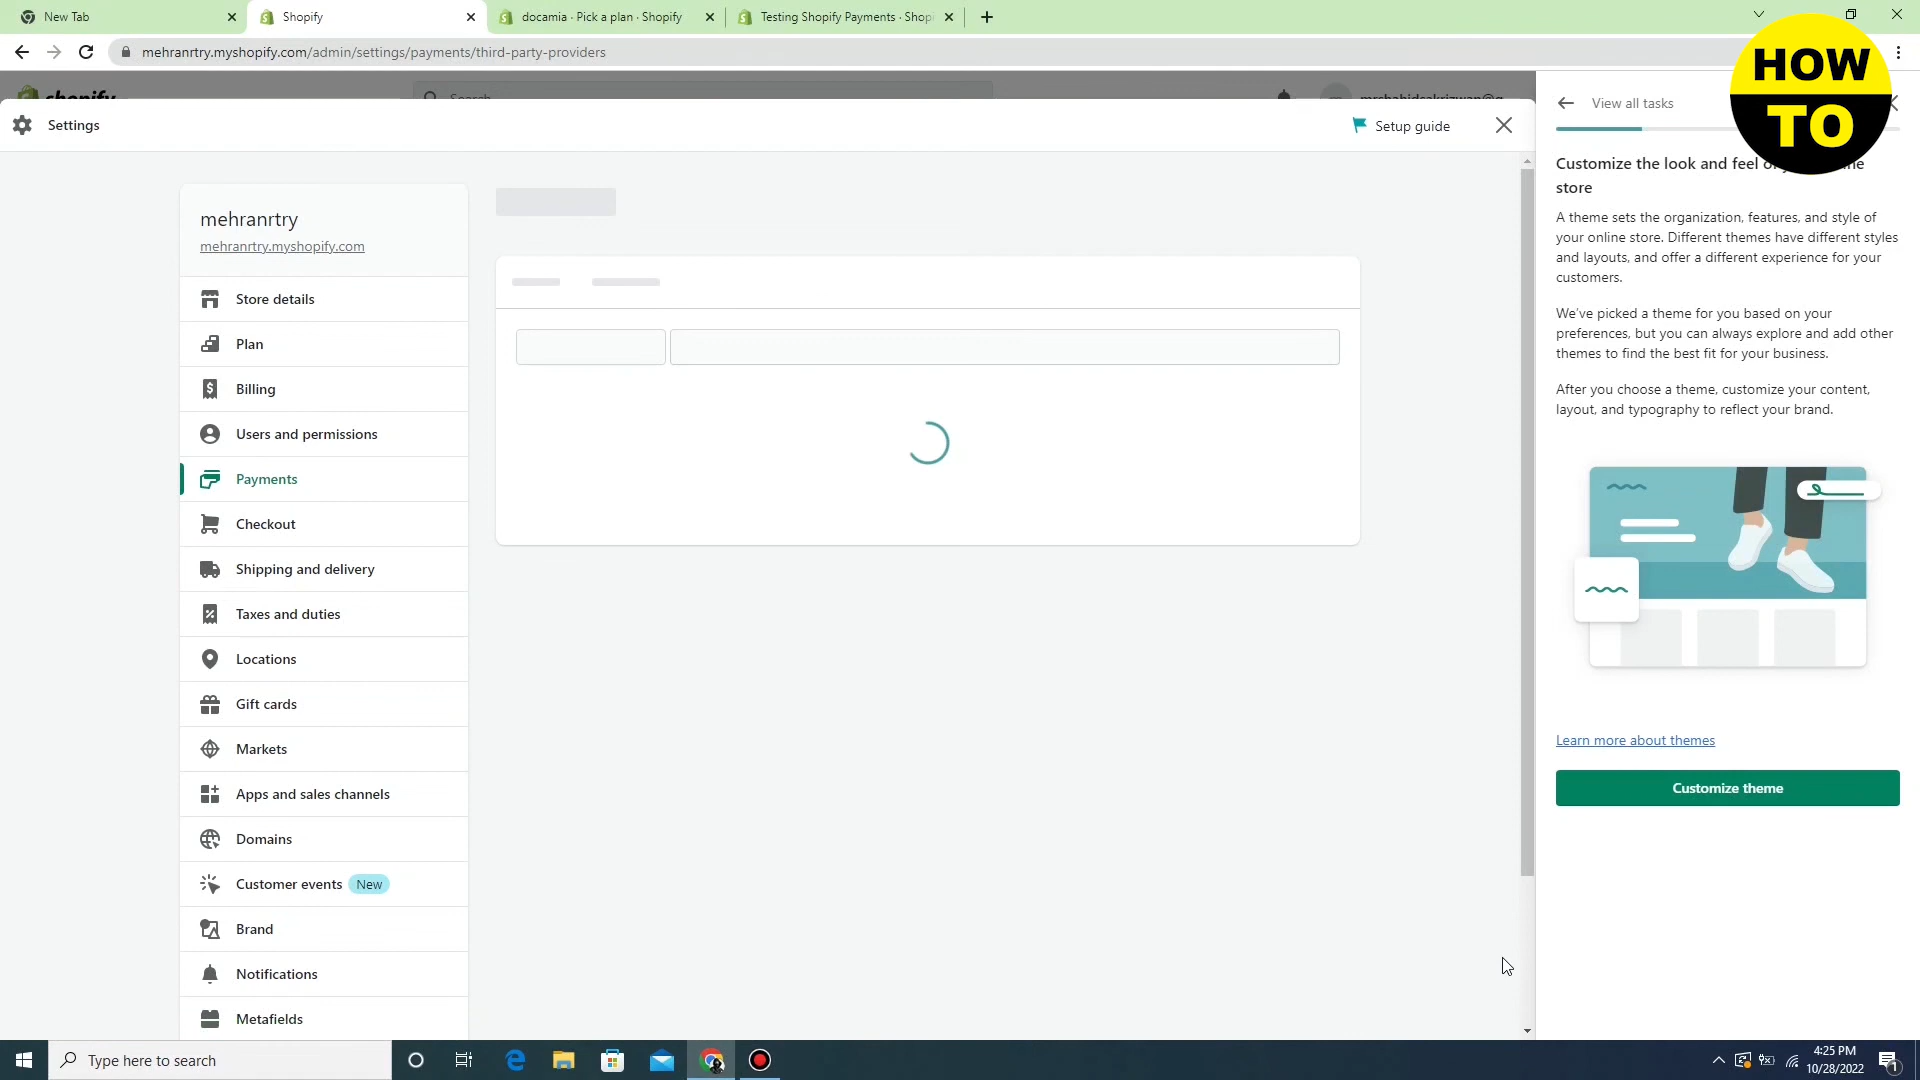 New Tab
Shopify
docamia · Pick a plan · Shopify
Testing Shopify Payments · Shop
mehranrtry.myshopify.com/admin/settings/payments/third-party-providers
HOW
TO
shopify
Search
Settings
Setup guide
View all tasks
mehranrtry
mehranrtry.myshopify.com
Store details
Plan
Billing
Users and permissions
Payments
Checkout
Shipping and delivery
Taxes and duties
Locations
Gift cards
Markets
Apps and sales channels
Domains
Customer events New
Brand
Notifications
Metafields
Customize the look and feel
store
A theme sets the organization, features, and style of
your online store. Different themes have different styles
and layouts, and offer a different experience for your
customers.
We've picked a theme for you based on your
preferences, but you can always explore and add other
themes to find the best fit for your business.
After you choose a theme, customize your content,
layout, and typography to reflect your brand.
Learn more about themes
Customize theme
Type here to search
4:25 PM
10/28/2022
1